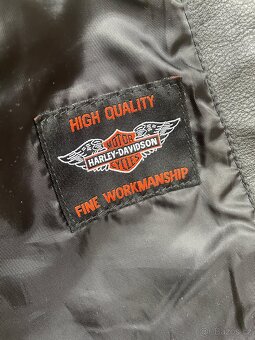 HIGH QUALITY
MOTOR
HARLEY-DAVIDSON
CYCLES
FINE WORKMANSHIP